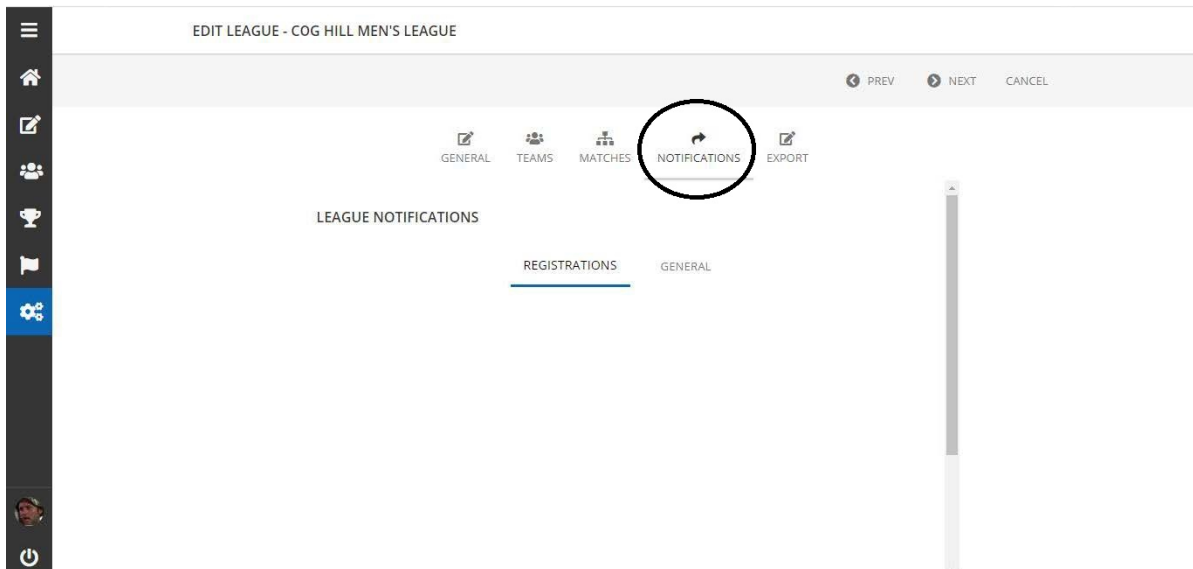 EDIT LEAGUE - COG HILL MEN'S LEAGUE
PREV NEXT CANCEL
GENERAL TEAMS MATCHES NOTIFICATIONS EXPORT
LEAGUE NOTIFICATIONS
REGISTRATIONS GENERAL